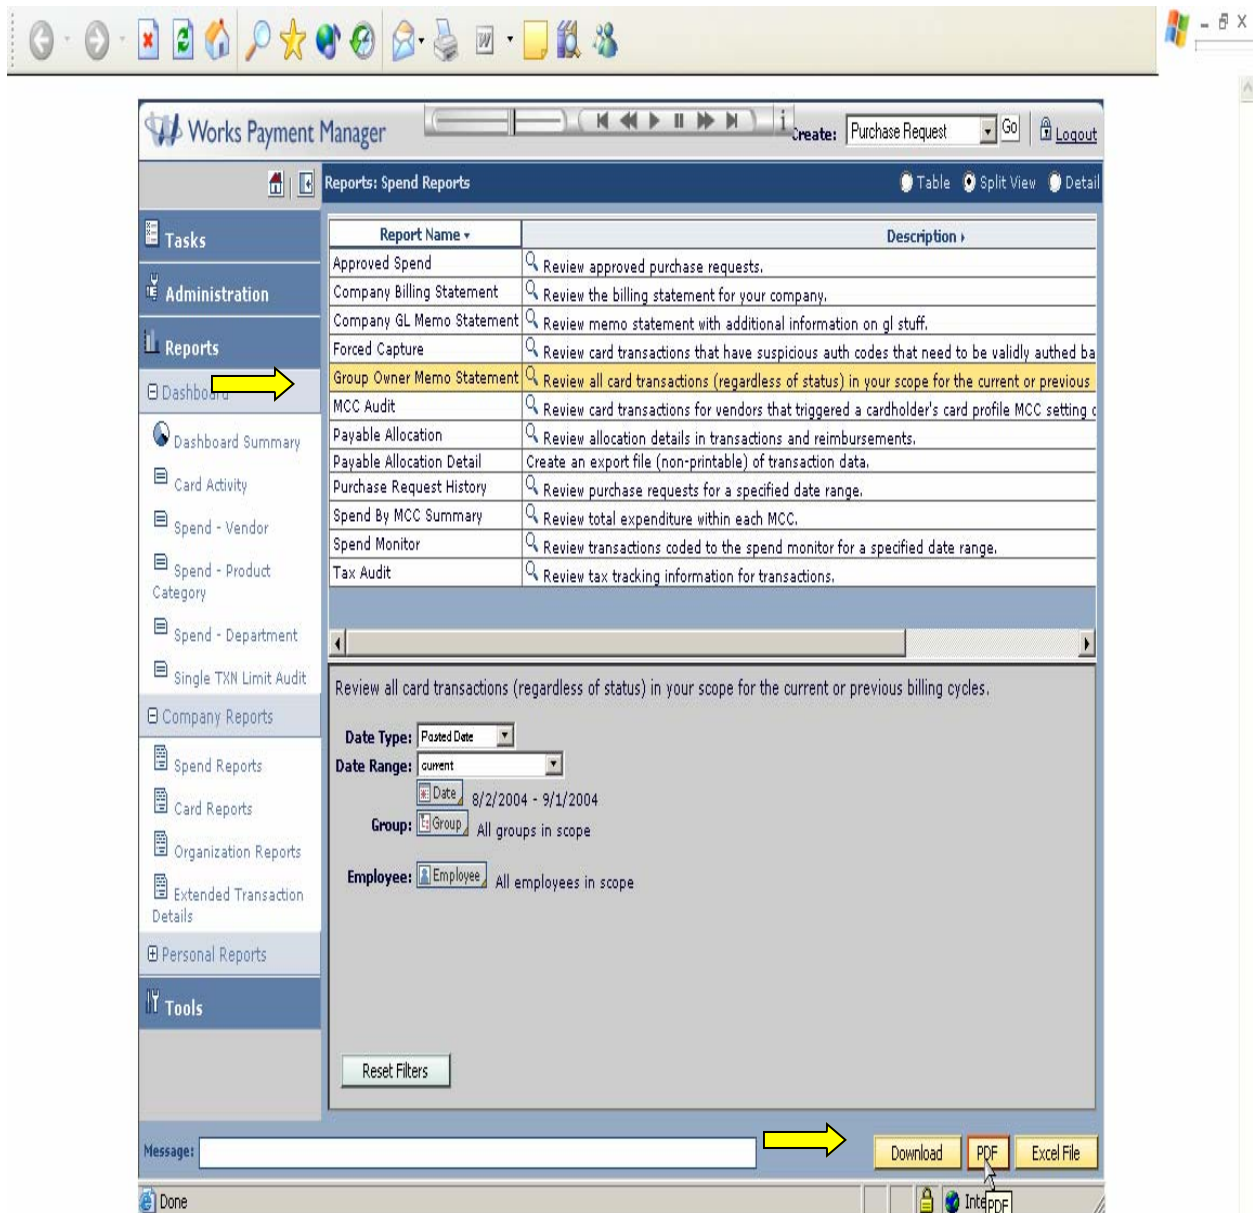 Works Payment Manager
i
Create: Purchase Request Go Logout
Reports: Spend Reports Table Split View Detail
Tasks
Administration
Reports
Dashboard
Dashboard Summary
Card Activity
Spend - Vendor
Spend - Product
Category
Spend - Department
Single TXN Limit Audit
Company Reports
Spend Reports
Card Reports
Organization Reports
Extended Transaction
Details
Personal Reports
Tools
Report Name Description
Approved Spend Review approved purchase requests.
Company Billing Statement Review the billing statement for your company.
Company GL Memo Statement Review memo statement with additional information on gl stuff.
Forced Capture Review card transactions that have suspicious auth codes that need to be validly authed ba
Group Owner Memo Statement Review all card transactions (regardless of status) in your scope for the current or previous
MCC Audit Review card transactions for vendors that triggered a cardholder's card profile MCC setting
Payable Allocation Review allocation details in transactions and reimbursements.
Payable Allocation Detail Create an export file (non-printable) of transaction data.
Purchase Request History Review purchase requests for a specified date range.
Spend By MCC Summary Review total expenditure within each MCC.
Spend Monitor Review transactions coded to the spend monitor for a specified date range.
Tax Audit Review tax tracking information for transactions.
Review all card transactions (regardless of status) in your scope for the current or previous billing cycles.
Date Type: Posted Date
Date Range: current
Date 8/2/2004 - 9/1/2004
Group: Group All groups in scope
Employee: Employee All employees in scope
Reset Filters
Message: Download PDF Excel File
Done Inte PDF